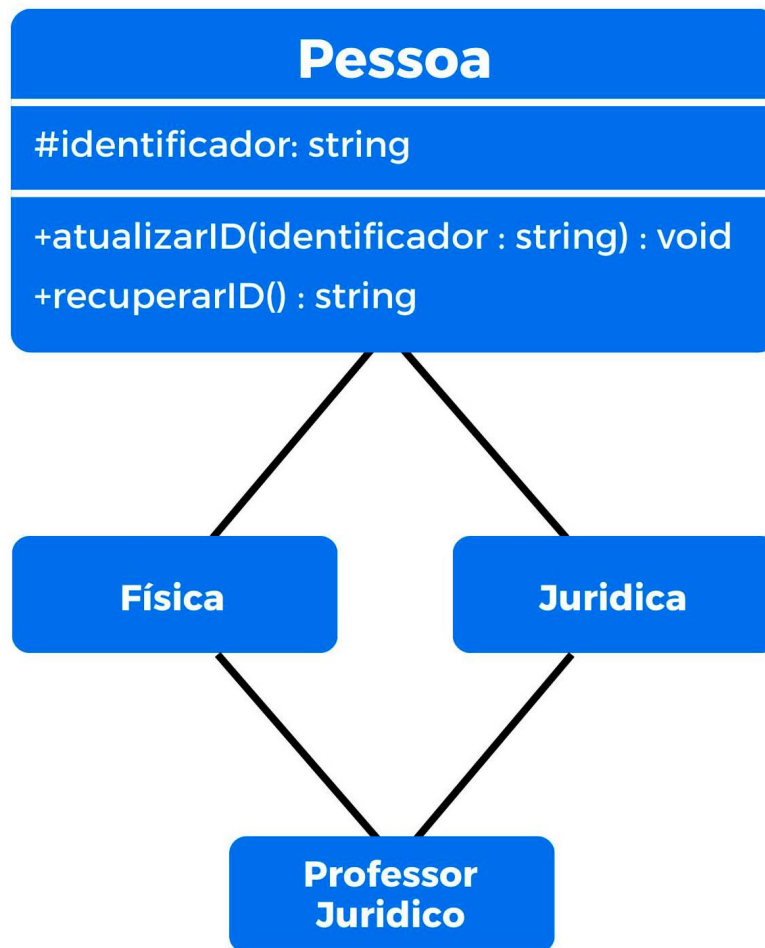 Pessoa
#identificador: string
+atualizarID(identificador : string) : void
+recuperarID() : string
Física
Juridica
Professor
Juridico